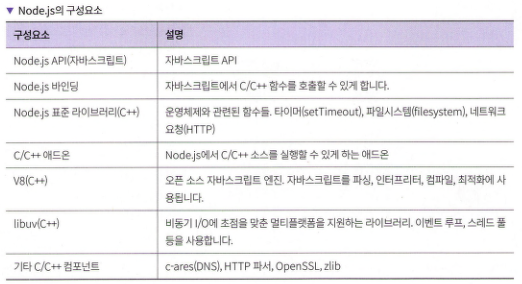 ▼ Node.js의 구성요소
구성요소 설명
Node.js API(자바스크립트) 자바스크립트 API
Node.js 바인딩 자바스크립트에서 C/C++ 함수를 호출할 수 있게 합니다.
Node.js 표준 라이브러리(C++) 운영체제와 관련된 함수들. 타이머(setTimeout), 파일시스템(filesystem), 네트워크
요청(HTTP)
C/C++ 애드온 Node.js에서 C/C++ 소스를 실행할 수 있게 하는 애드온
V8(C++) 오픈 소스 자바스크립트 엔진. 자바스크립트를 파싱, 인터프리터, 컴파일, 최적화에 사
용됩니다.
libuv(C++) 비동기 I/O에 초점을 맞춘 멀티플랫폼을 지원하는 라이브러리. 이벤트 루프, 스레드 풀
등을 사용합니다.
기타 C/C++ 컴포넌트 c-ares(DNS), HTTP 파서, OpenSSL, zlib